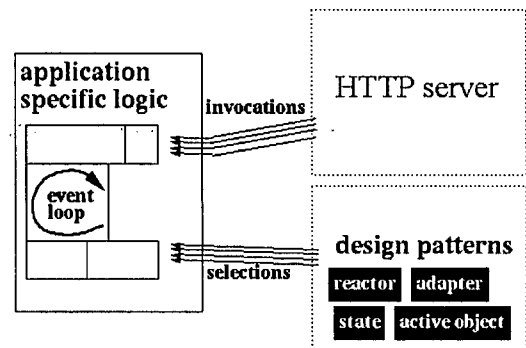 application
specific logic
event
loop
invocations
selections
HTTP server
design patterns
reactor adapter
state active object